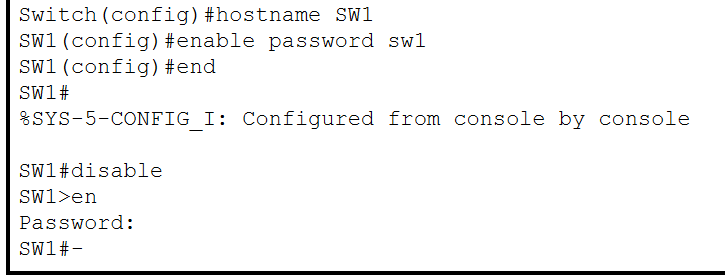 Switch(config)#hostname SW1
SW1(config)#enable password sw1
SW1(config)#end
SW1#
%SYS-5-CONFIG_I: Configured from console by console
SW1#disable
SW1>en
Password:
SW1#-